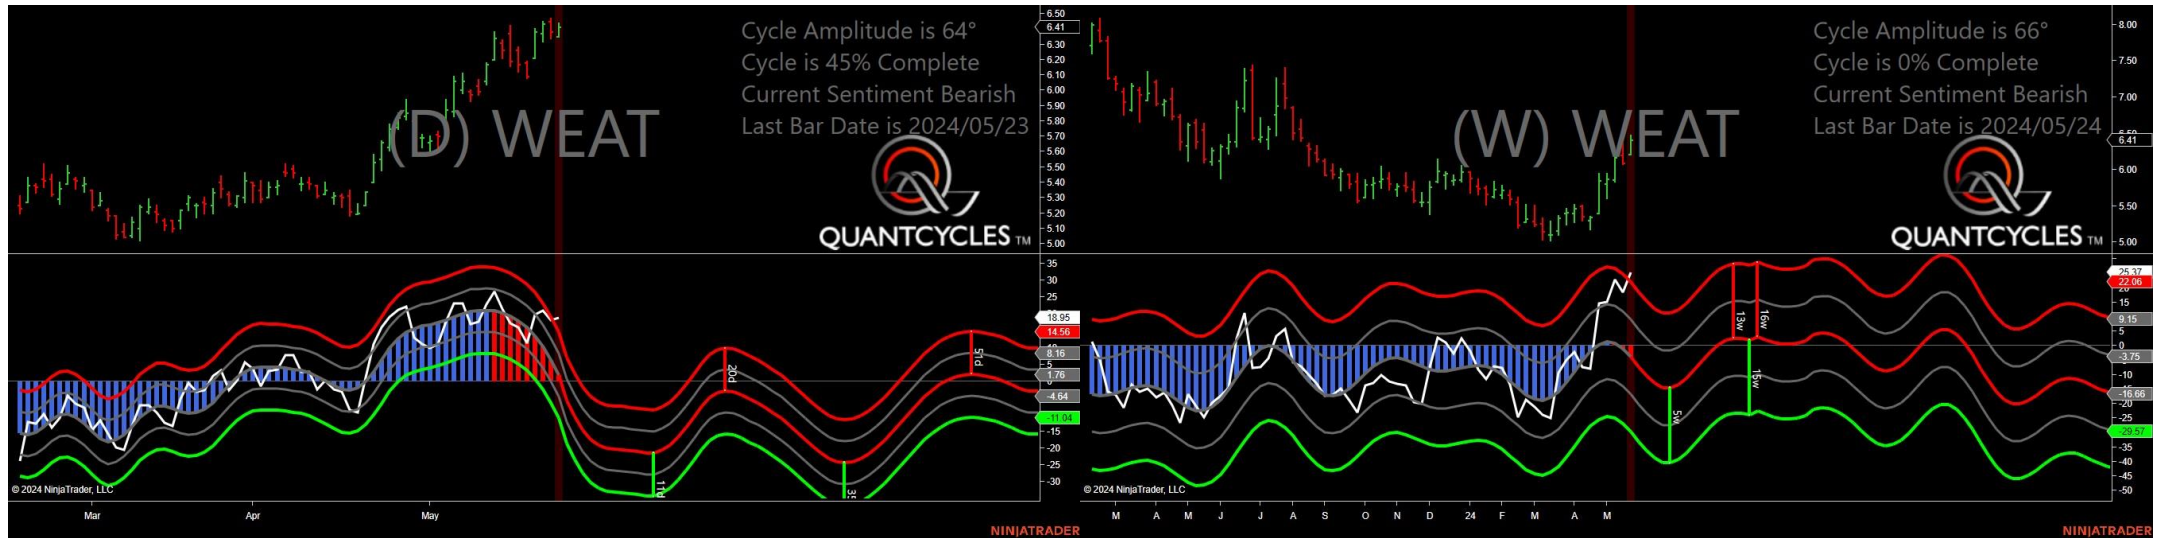 Cycle Amplitude is 64°
Cycle is 45% Complete
Current Sentiment Bearish
Last Bar Date is 2024/05/23
(D) WEAT
QUANTCYCLES TM
6.50
6.41
6.30
6.20
6.10
6.00
5.90
5.80
5.70
5.60
5.50
5.40
5.30
5.20
5.10
5.00
35
30
25
18.95
14.56
8.16
5
1.76
-4.64
-11.04
-15
-20
-25
-30
20d
51d
11d
© 2024 NinjaTrader, LLC
Mar Apr May
NINJATRADER
Cycle Amplitude is 66°
Cycle is 0% Complete
Current Sentiment Bearish
Last Bar Date is 2024/05/24
(W) WEAT
QUANTCYCLES TM
8.00
7.50
7.00
6.41
6.00
5.50
5.00
25.37
22.06
15
9.15
5
0
-3.75
-10
-16.66
-20
-25
-29.57
-35
-40
-45
-50
13w
16w
15w
5w
© 2024 NinjaTrader, LLC
M A M J J A S O N D 24 F M A M
NINJATRADER